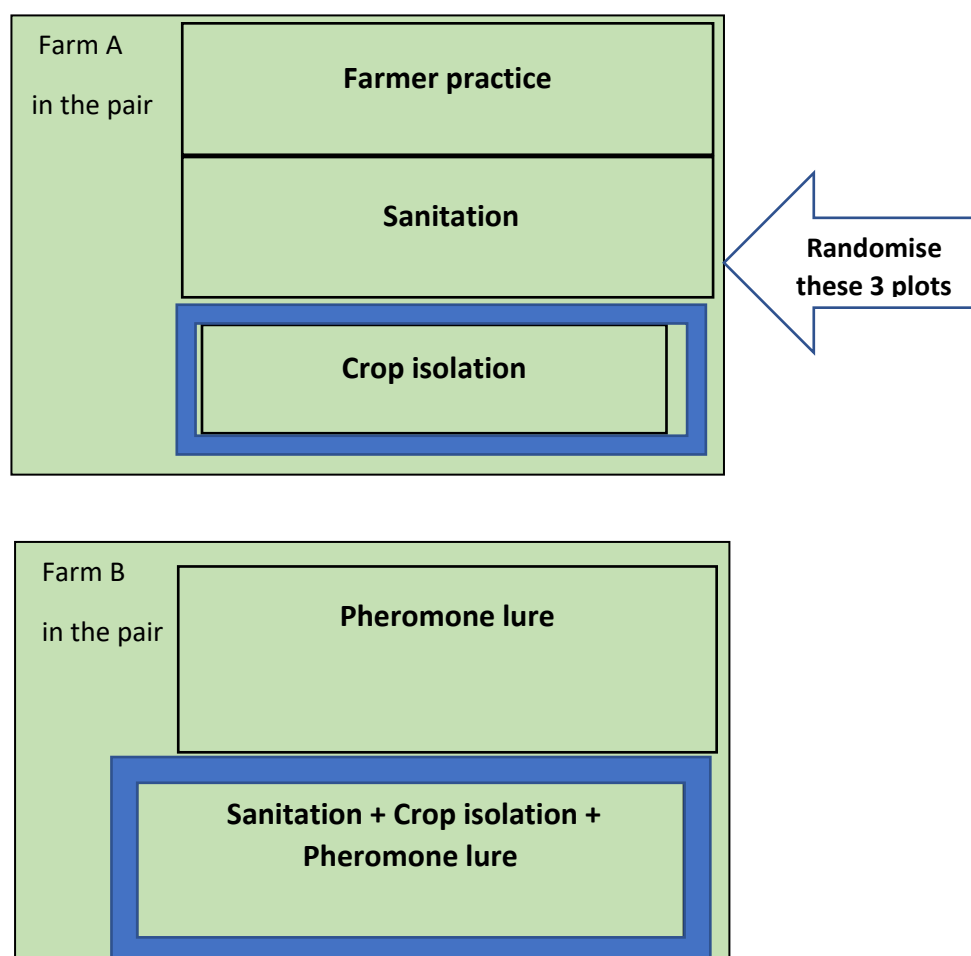 Farm A
in the pair
Farmer practice
Sanitation
Crop isolation
Randomise
these 3 plots
Farm B
in the pair
Pheromone lure
Sanitation + Crop isolation +
Pheromone lure